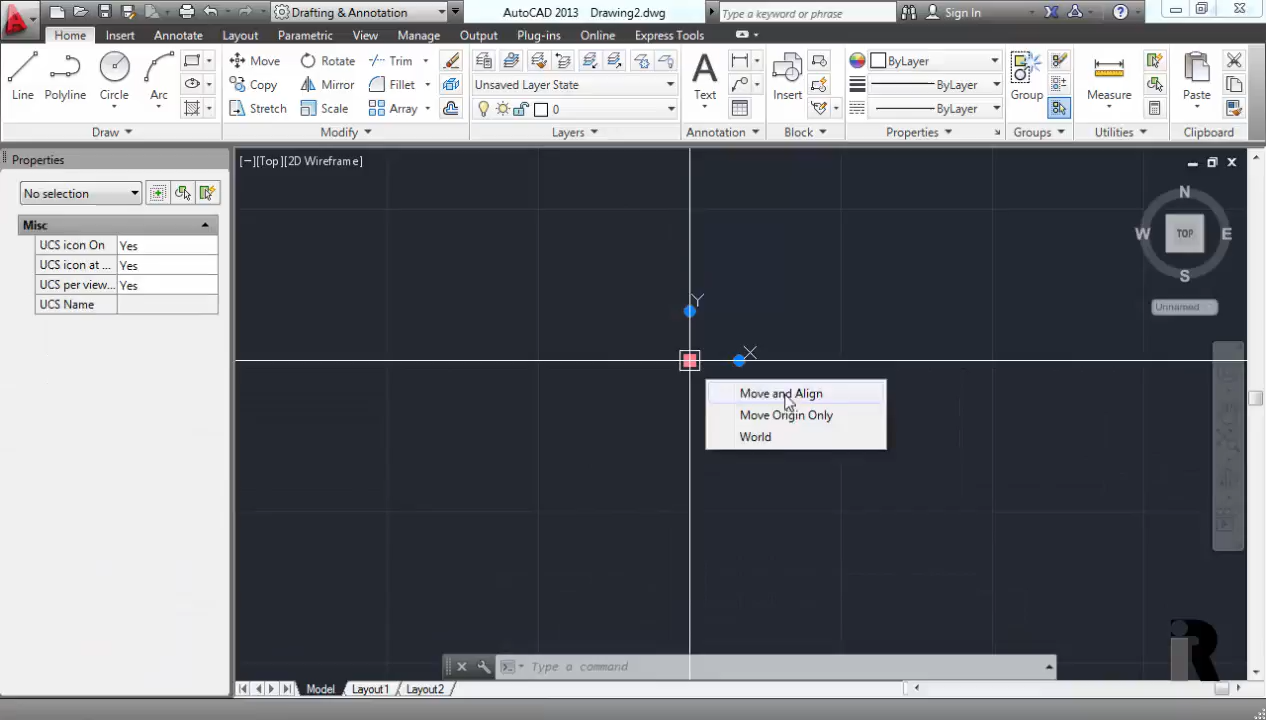 Drafting & Annotation
AutoCAD 2013 Drawing2.dwg
Type a keyword or phrase
Sign In
Home Insert Annotate Layout Parametric View Manage Output Plug-ins Online Express Tools
Line Polyline Circle Arc
Move Rotate Trim
Copy Mirror Fillet
Stretch Scale Array
Unsaved Layer State
0
Text
Insert
ByLayer
ByLayer
ByLayer
Group
Measure
Paste
Draw Modify Layers Annotation Block Properties Groups Utilities Clipboard
Properties
No selection
Misc
UCS icon On Yes
UCS icon at ... Yes
UCS per view... Yes
UCS Name
[−][Top][2D Wireframe]
Y
X
Move and Align
Move Origin Only
World
N
W TOP E
S
Unnamed
Type a command
Model Layout1 Layout2
iR